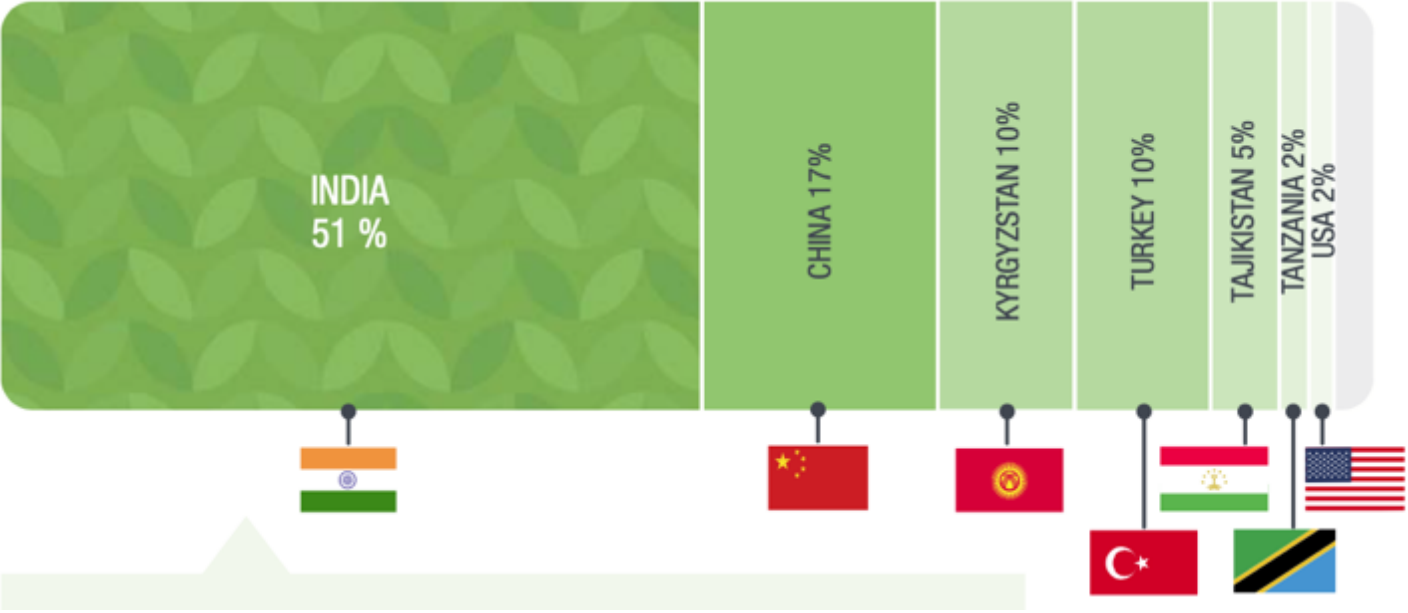 INDIA
51 %
CHINA 17%
KYRGYZSTAN 10%
TURKEY 10%
TAJIKISTAN 5%
TANZANIA 2%
USA 2%